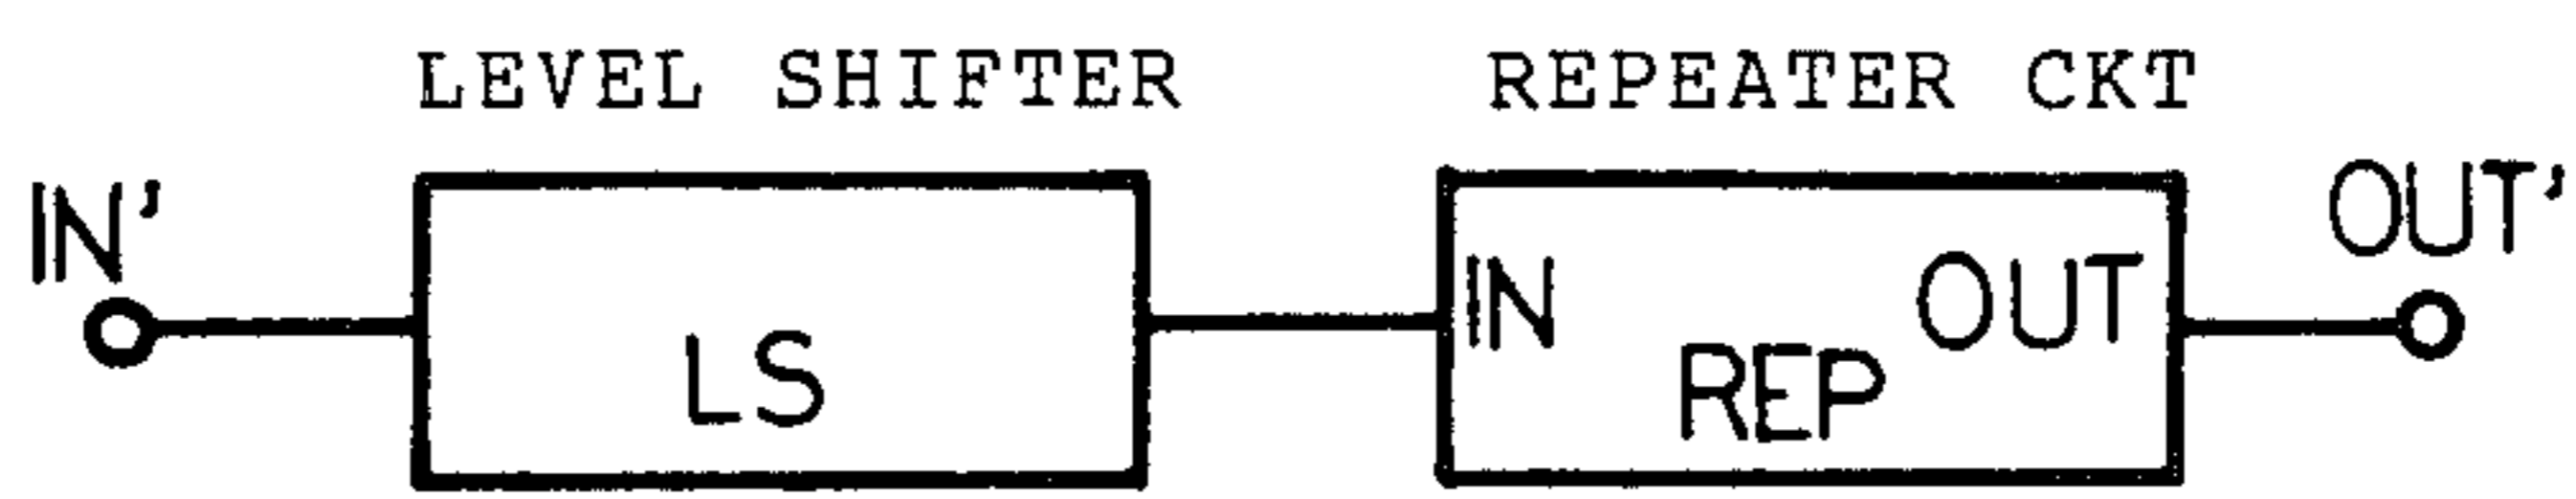 LEVEL SHIFTER REPEATER CKT
IN' OUT'
IN OUT
LS REP